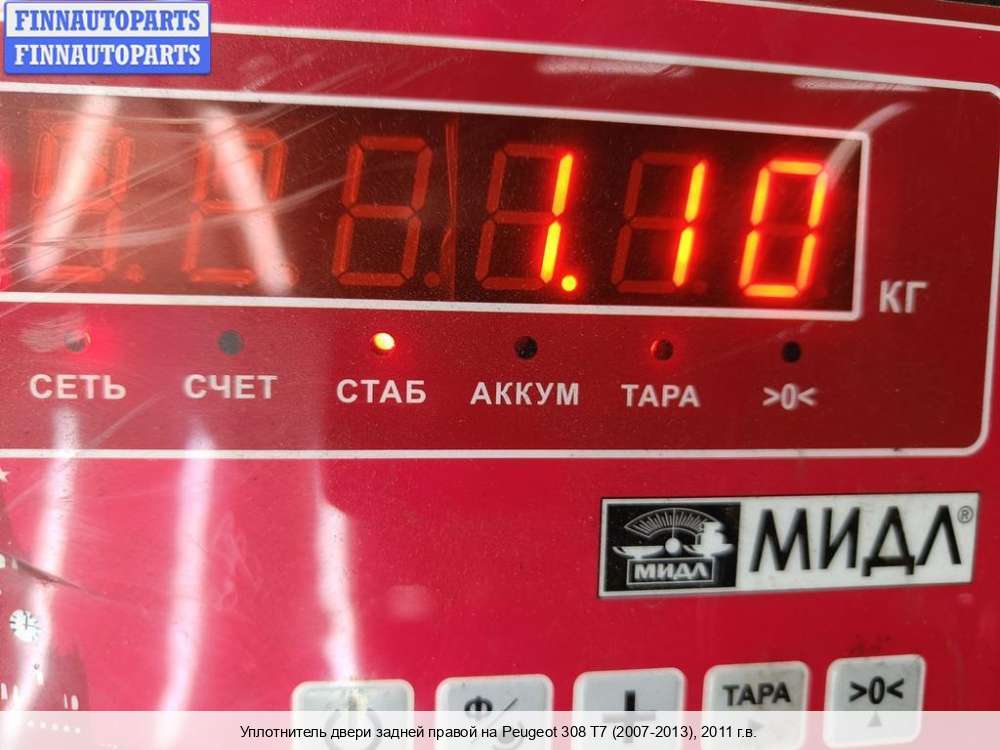 FINNAUTOPARTS
FINNAUTOPARTS
1.10
КГ
СЕТЬ СЧЕТ СТАБ АККУМ ТАРА >0<
МИДЛ МИДЛ®
Ф/ + ТАРА >0<
Уплотнитель двери задней правой на Peugeot 308 T7 (2007-2013), 2011 г.в.